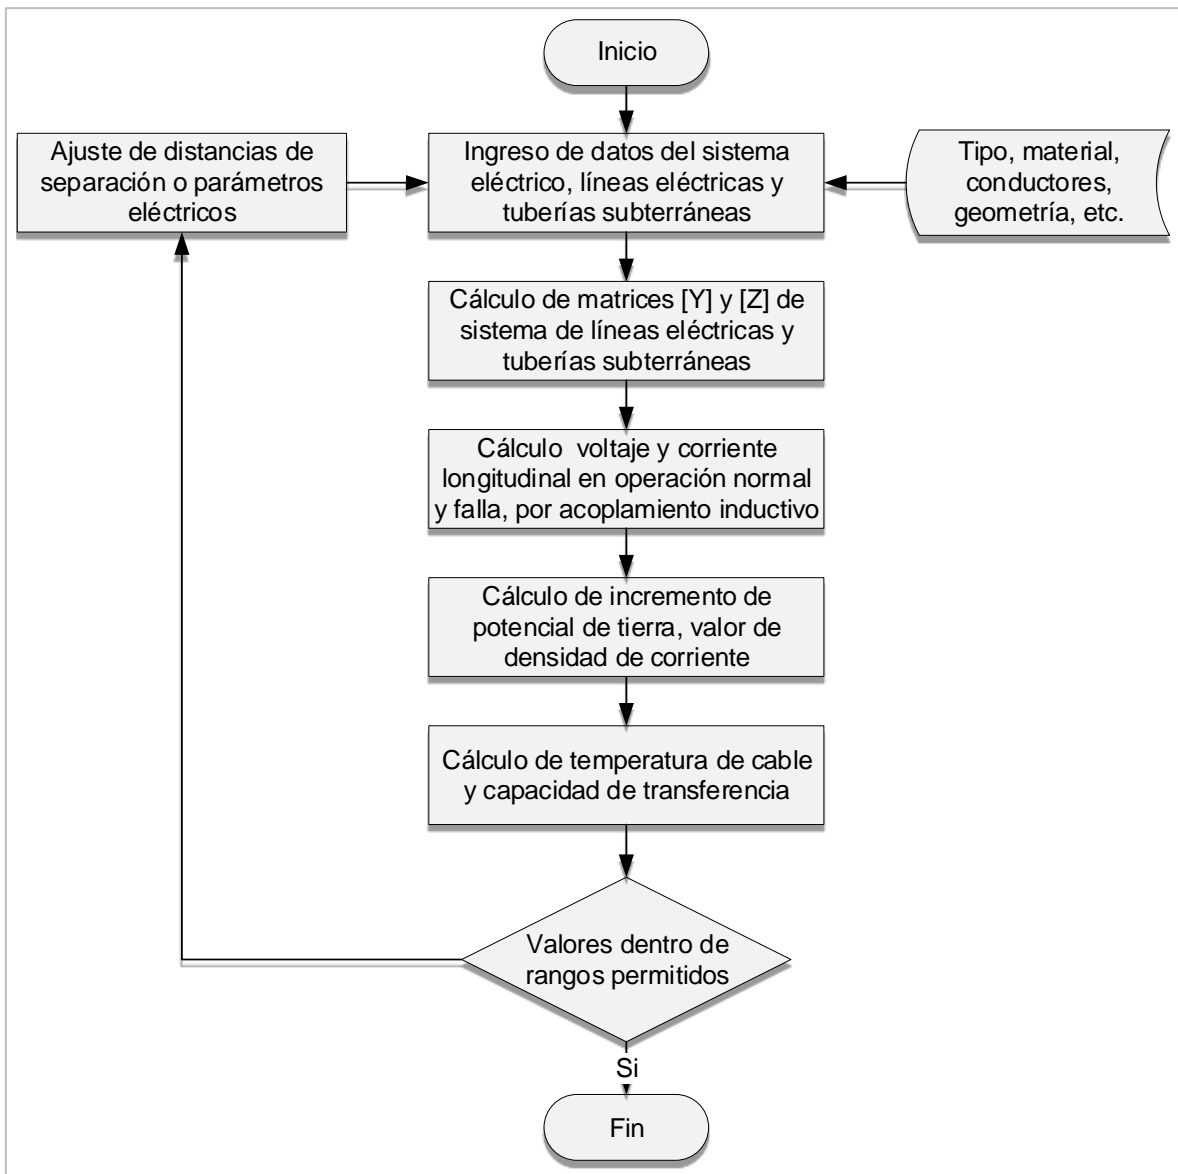 Inicio
Ajuste de distancias de
separación o parámetros
eléctricos
Ingreso de datos del sistema
eléctrico, líneas eléctricas y
tuberías subterráneas
Tipo, material,
conductores,
geometría, etc.
Cálculo de matrices [Y] y [Z] de
sistema de líneas eléctricas y
tuberías subterráneas
Cálculo voltaje y corriente
longitudinal en operación normal
y falla, por acoplamiento inductivo
Cálculo de incremento de
potencial de tierra, valor de
densidad de corriente
Cálculo de temperatura de cable
y capacidad de transferencia
Valores dentro de
rangos permitidos
Si
Fin